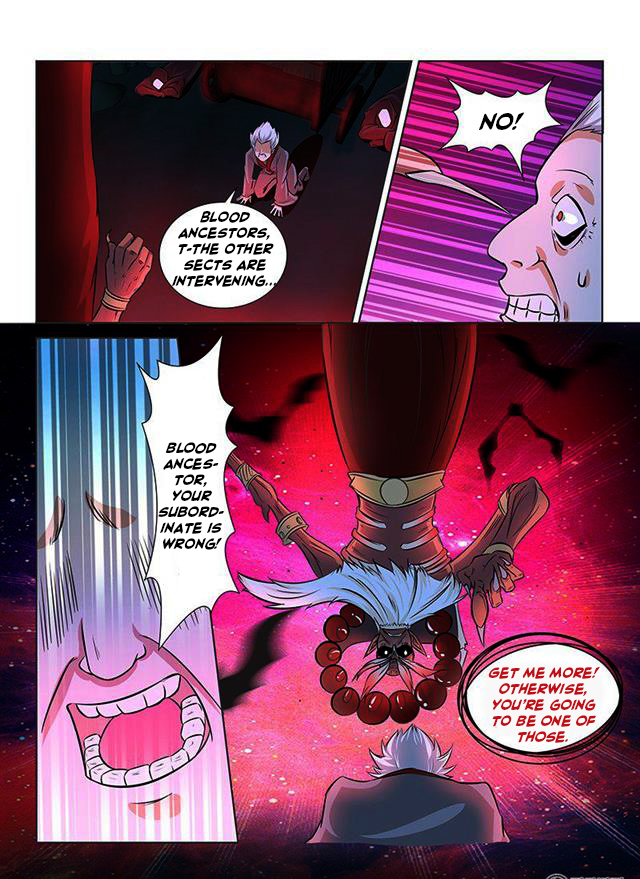 BLOOD
ANCESTORS,
T-THE OTHER
SECTS ARE
INTERVENING...
NO!
BLOOD
ANCES-
TOR,
YOUR
SUBORD-
INATE IS
WRONG!
GET ME MORE!
OTHERWISE,
YOU'RE GOING
TO BE ONE OF
THOSE.